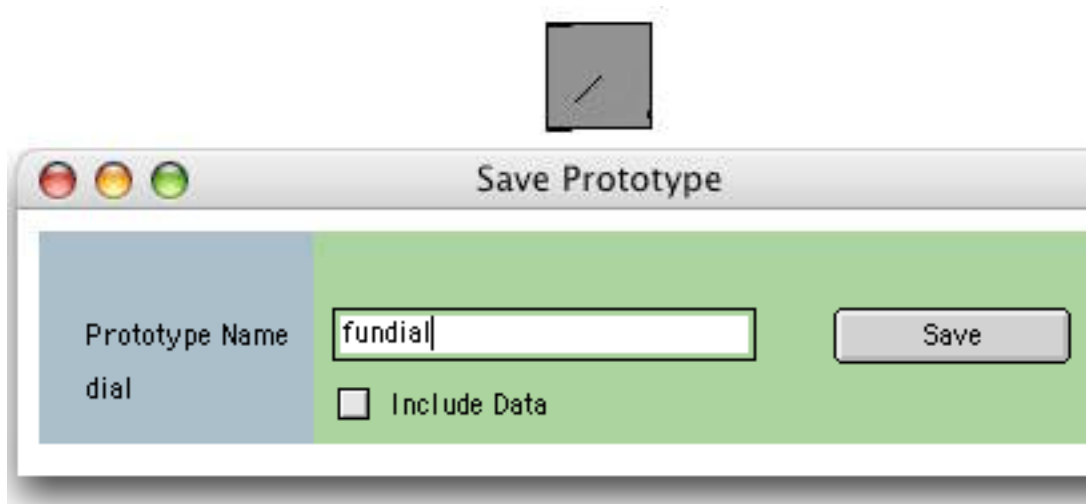 Save Prototype
Prototype Name
fundial
Save
dial
Include Data